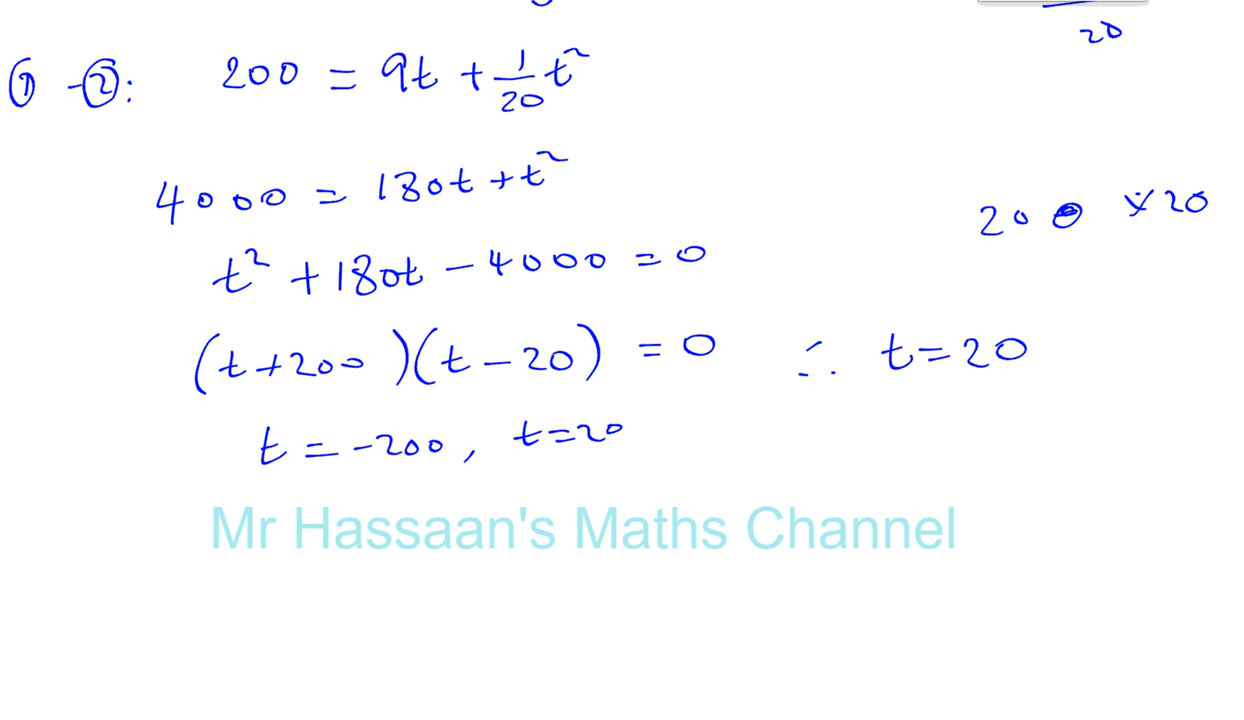 20
① -②: 200 = 9t + 1/20 t²
4000 = 180t + t²
200 × 20
t² + 180t - 4000 = 0
(t+200)(t-20) = 0 ∴ t=20
t = -200, t=20
Mr Hassaan's Maths Channel